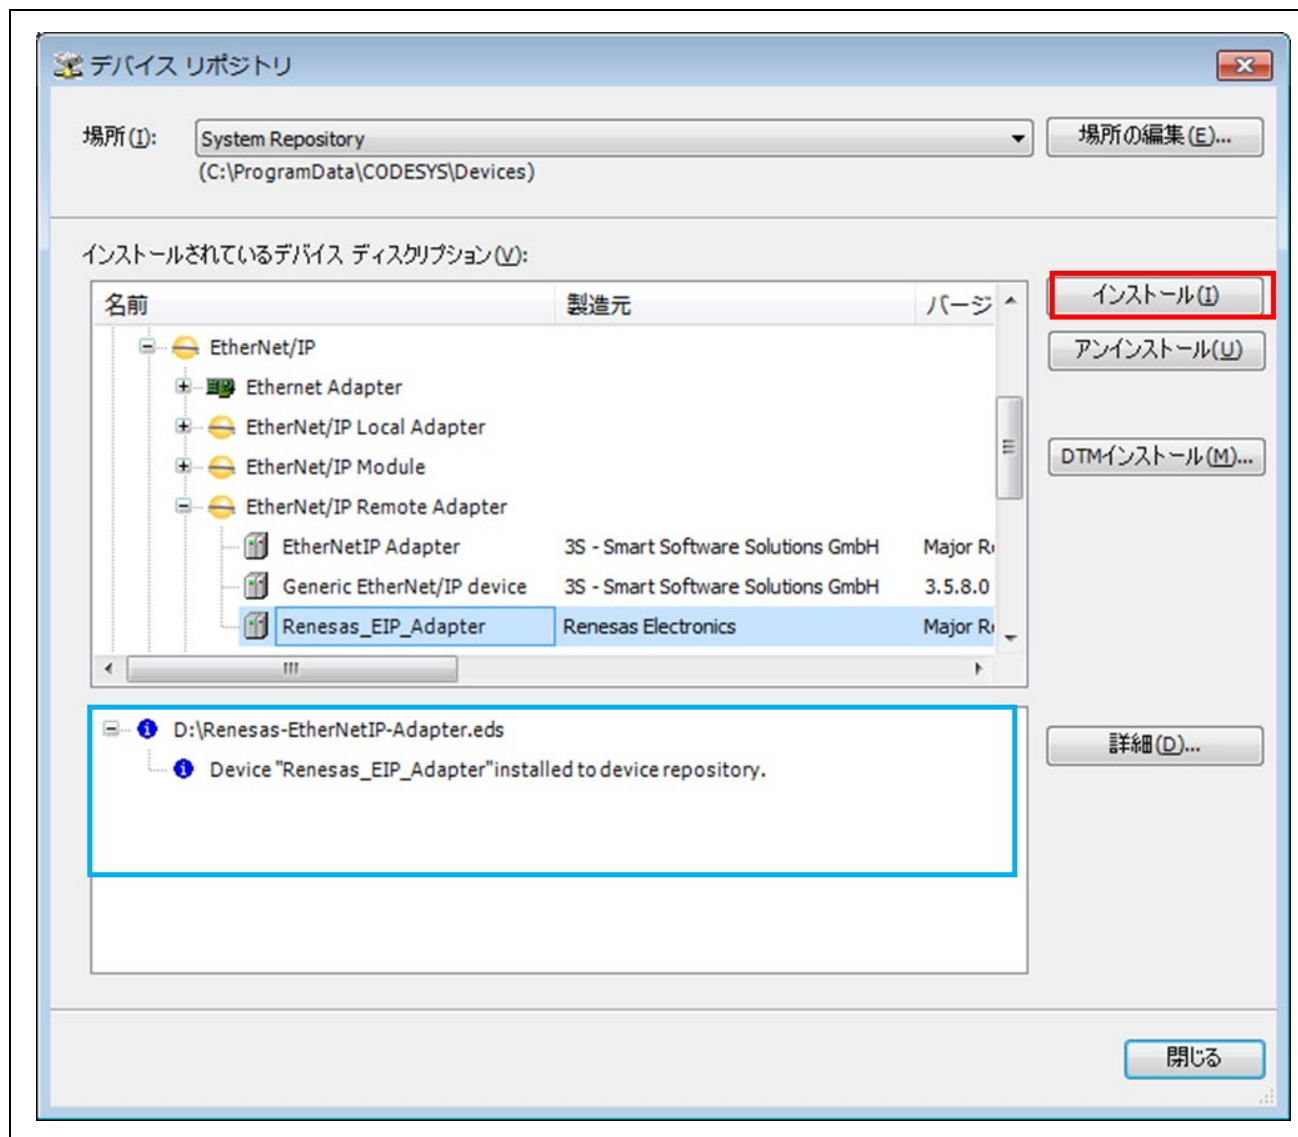 デバイス リポジトリ
場所(I):
System Repository
場所の編集(E)...
(C:\ProgramData\CODESYS\Devices)
インストールされているデバイス ディスクリプション(V):
名前 製造元 バージ
インストール(I)
EtherNet/IP
アンインストール(U)
Ethernet Adapter
EtherNet/IP Local Adapter
EtherNet/IP Module
DTMインストール(M)...
EtherNet/IP Remote Adapter
EtherNetIP Adapter 3S - Smart Software Solutions GmbH Major R
Generic EtherNet/IP device 3S - Smart Software Solutions GmbH 3.5.8.0
Renesas_EIP_Adapter Renesas Electronics Major R
D:\Renesas-EtherNetIP-Adapter.eds
詳細(D)...
Device "Renesas_EIP_Adapter"installed to device repository.
閉じる